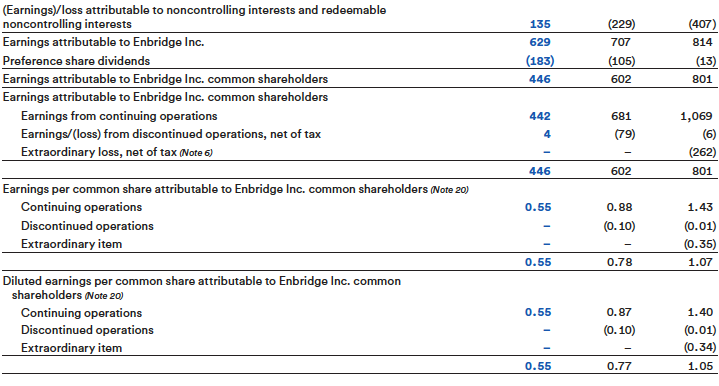 (Earnings)/loss attributable to noncontrolling interests and redeemable
noncontrolling interests 135 (229) (407)
Earnings attributable to Enbridge Inc. 629 707 814
Preference share dividends (183) (105) (13)
Earnings attributable to Enbridge Inc. common shareholders 446 602 801
Earnings attributable to Enbridge Inc. common shareholders
Earnings from continuing operations 442 681 1,069
Earnings/(loss) from discontinued operations, net of tax 4 (79) (6)
Extraordinary loss, net of tax (Note 6) – – (262)
446 602 801
Earnings per common share attributable to Enbridge Inc. common shareholders (Note 20)
Continuing operations 0.55 0.88 1.43
Discontinued operations – (0.10) (0.01)
Extraordinary item – – (0.35)
0.55 0.78 1.07
Diluted earnings per common share attributable to Enbridge Inc. common
shareholders (Note 20)
Continuing operations 0.55 0.87 1.40
Discontinued operations – (0.10) (0.01)
Extraordinary item – – (0.34)
0.55 0.77 1.05